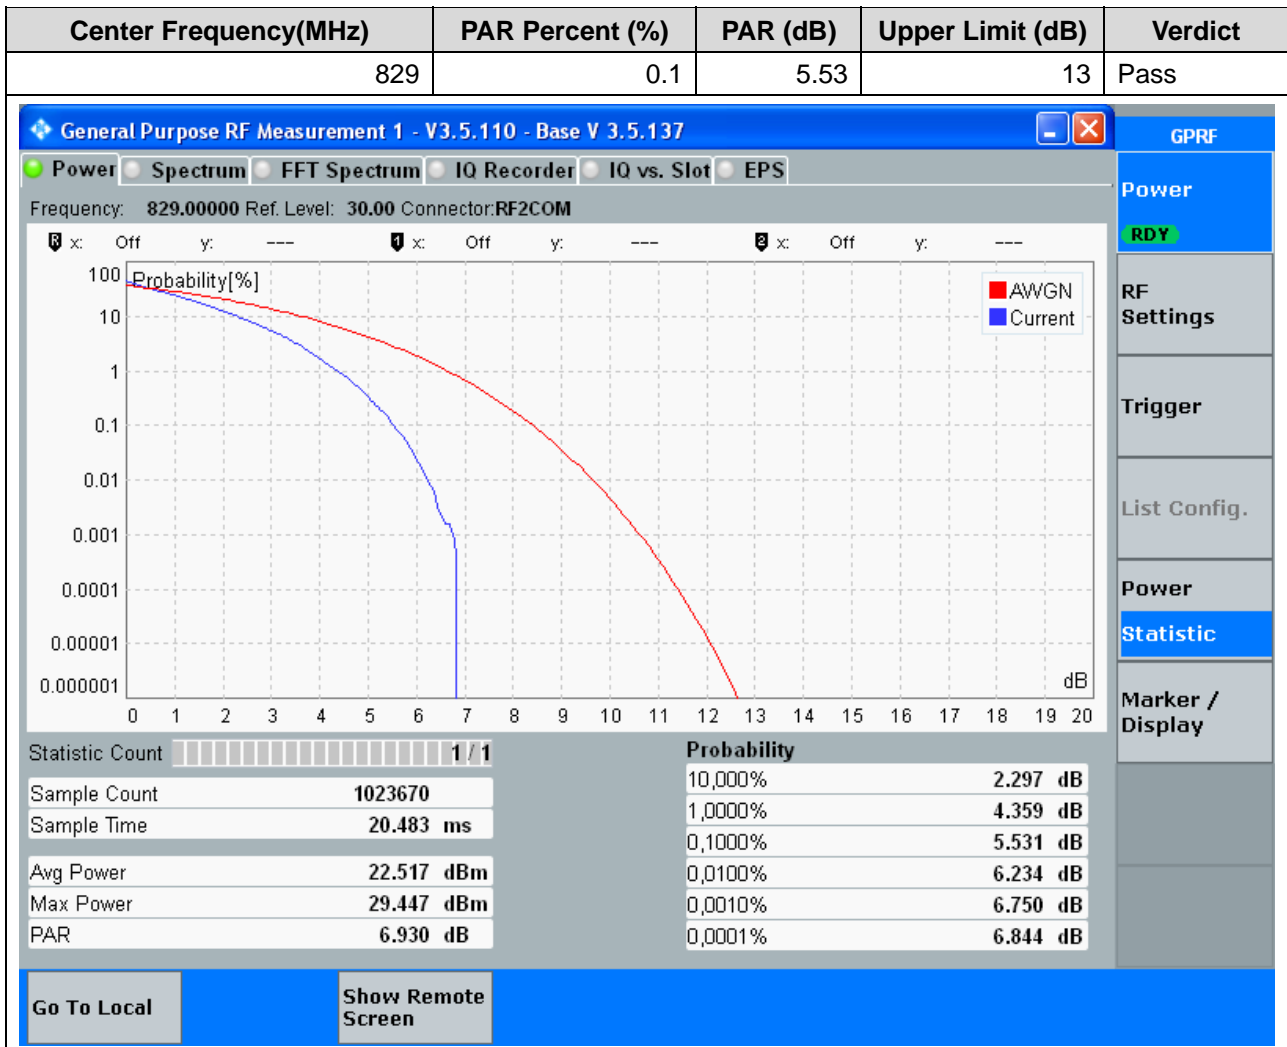 Center Frequency(MHz) PAR Percent (%) PAR (dB) Upper Limit (dB) Verdict
829 0.1 5.53 13 Pass
General Purpose RF Measurement 1 - V3.5.110 - Base V 3.5.137
GPRF
Power Spectrum FFT Spectrum IQ Recorder IQ vs. Slot EPS
Frequency: 829.00000 Ref. Level: 30.00 Connector:RF2COM
Power
RDY
R x: Off y: --- 1 x: Off y: --- 2 x: Off y: ---
Probability[%]
AWGN
Current
100
10
1
0.1
0.01
0.001
0.0001
0.00001
0.000001
dB
0 1 2 3 4 5 6 7 8 9 10 11 12 13 14 15 16 17 18 19 20
RF
Settings
Trigger
List Config.
Power
Statistic
Marker /
Display
Statistic Count 1 / 1
Sample Count 1023670
Sample Time 20.483 ms
Avg Power 22.517 dBm
Max Power 29.447 dBm
PAR 6.930 dB
Probability
10,000% 2.297 dB
1,0000% 4.359 dB
0,1000% 5.531 dB
0,0100% 6.234 dB
0,0010% 6.750 dB
0,0001% 6.844 dB
Go To Local
Show Remote
Screen